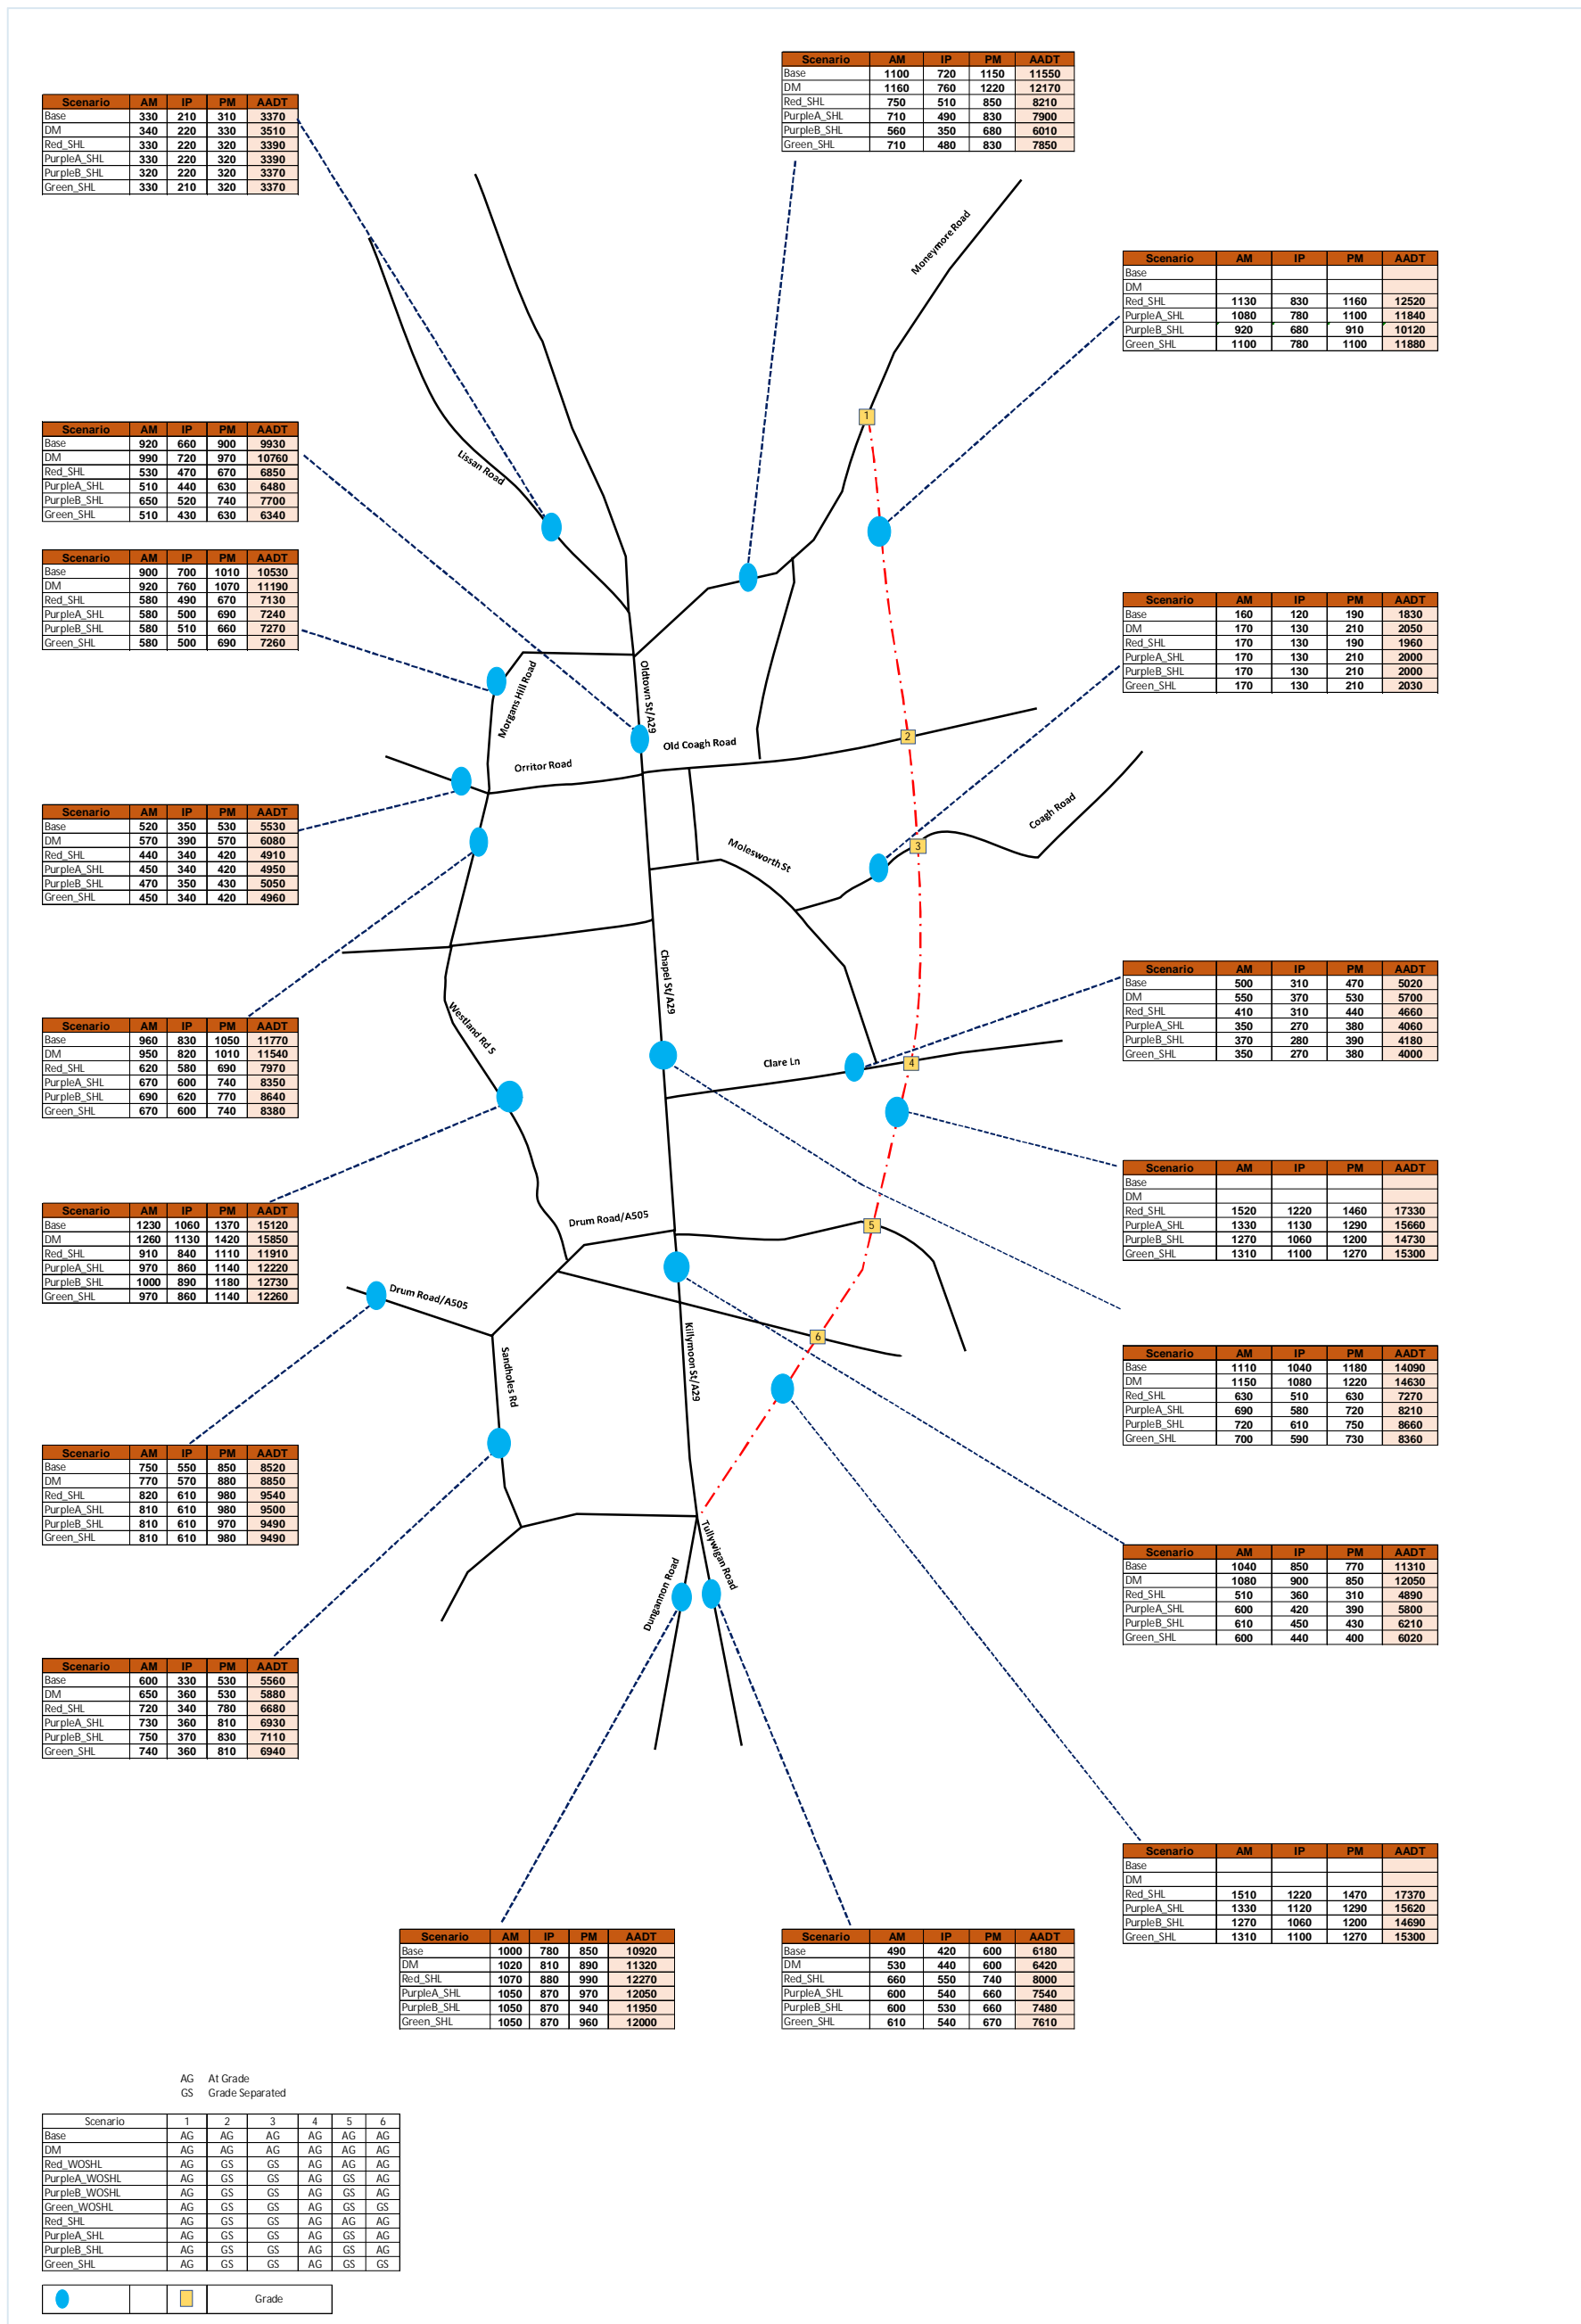 Scenario AM IP PM AADT
Base 1100 720 1150 11550
DM 1160 760 1220 12170
Red_SHL 750 510 850 8210
PurpleA_SHL 710 490 830 7900
PurpleB_SHL 560 350 680 6010
Green_SHL 710 480 830 7850
Scenario AM IP PM AADT
Base 330 210 310 3370
DM 340 220 330 3510
Red_SHL 330 220 320 3390
PurpleA_SHL 330 220 320 3390
PurpleB_SHL 320 220 320 3370
Green_SHL 330 210 320 3370
Moneymore Road
Scenario AM IP PM AADT
Base
DM
Red_SHL 1130 830 1160 12520
PurpleA_SHL 1080 780 1100 11840
PurpleB_SHL 920 680 910 10120
Green_SHL 1100 780 1100 11880
1
Scenario AM IP PM AADT
Base 920 660 900 9930
DM 990 720 970 10760
Red_SHL 530 470 670 6850
PurpleA_SHL 510 440 630 6480
PurpleB_SHL 650 520 740 7700
Green_SHL 510 430 630 6340
Lissan Road
Scenario AM IP PM AADT
Base 900 700 1010 10530
DM 920 760 1070 11190
Red_SHL 580 490 670 7130
PurpleA_SHL 580 500 690 7240
PurpleB_SHL 580 510 660 7270
Green_SHL 580 500 690 7260
Scenario AM IP PM AADT
Base 160 120 190 1830
DM 170 130 210 2050
Red_SHL 170 130 190 1960
PurpleA_SHL 170 130 210 2000
PurpleB_SHL 170 130 210 2000
Green_SHL 170 130 210 2030
Morgans Hill Road
Oldtown St/A29
2
Old Coagh Road
Orritor Road
Scenario AM IP PM AADT
Base 520 350 530 5530
DM 570 390 570 6080
Red_SHL 440 340 420 4910
PurpleA_SHL 450 340 420 4950
PurpleB_SHL 470 350 430 5050
Green_SHL 450 340 420 4960
Coagh Road
3
Molesworth St
Chapel St/A29
Scenario AM IP PM AADT
Base 500 310 470 5020
DM 550 370 530 5700
Red_SHL 410 310 440 4660
PurpleA_SHL 350 270 380 4060
PurpleB_SHL 370 280 390 4180
Green_SHL 350 270 380 4000
Westland Rd S
Scenario AM IP PM AADT
Base 960 830 1050 11770
DM 950 820 1010 11540
Red_SHL 620 580 690 7970
PurpleA_SHL 670 600 740 8350
PurpleB_SHL 690 620 770 8640
Green_SHL 670 600 740 8380
Clare Ln
4
Scenario AM IP PM AADT
Base
DM
Red_SHL 1520 1220 1460 17330
PurpleA_SHL 1330 1130 1290 15660
PurpleB_SHL 1270 1060 1200 14730
Green_SHL 1310 1100 1270 15300
Scenario AM IP PM AADT
Base 1230 1060 1370 15120
DM 1260 1130 1420 15850
Red_SHL 910 840 1110 11910
PurpleA_SHL 970 860 1140 12220
PurpleB_SHL 1000 890 1180 12730
Green_SHL 970 860 1140 12260
Drum Road/A505
5
Drum Road/A505
6
Killymoon St/A29
Sandholes Rd
Scenario AM IP PM AADT
Base 1110 1040 1180 14090
DM 1150 1080 1220 14630
Red_SHL 630 510 630 7270
PurpleA_SHL 690 580 720 8210
PurpleB_SHL 720 610 750 8660
Green_SHL 700 590 730 8360
Scenario AM IP PM AADT
Base 750 550 850 8520
DM 770 570 880 8850
Red_SHL 820 610 980 9540
PurpleA_SHL 810 610 980 9500
PurpleB_SHL 810 610 970 9490
Green_SHL 810 610 980 9490
Tullywigan Road
Dungannon Road
Scenario AM IP PM AADT
Base 1040 850 770 11310
DM 1080 900 850 12050
Red_SHL 510 360 310 4890
PurpleA_SHL 600 420 390 5800
PurpleB_SHL 610 450 430 6210
Green_SHL 600 440 400 6020
Scenario AM IP PM AADT
Base 600 330 530 5560
DM 650 360 530 5880
Red_SHL 720 340 780 6680
PurpleA_SHL 730 360 810 6930
PurpleB_SHL 750 370 830 7110
Green_SHL 740 360 810 6940
Scenario AM IP PM AADT
Base
DM
Red_SHL 1510 1220 1470 17370
PurpleA_SHL 1330 1120 1290 15620
PurpleB_SHL 1270 1060 1200 14690
Green_SHL 1310 1100 1270 15300
Scenario AM IP PM AADT
Base 1000 780 850 10920
DM 1020 810 890 11320
Red_SHL 1070 880 990 12270
PurpleA_SHL 1050 870 970 12050
PurpleB_SHL 1050 870 940 11950
Green_SHL 1050 870 960 12000
Scenario AM IP PM AADT
Base 490 420 600 6180
DM 530 440 600 6420
Red_SHL 660 550 740 8000
PurpleA_SHL 600 540 660 7540
PurpleB_SHL 600 530 660 7480
Green_SHL 610 540 670 7610
AG At Grade
GS Grade Separated
Scenario 1 2 3 4 5 6
Base AG AG AG AG AG AG
DM AG AG AG AG AG AG
Red_WOSHL AG GS GS AG AG AG
PurpleA_WOSHL AG GS GS AG GS AG
PurpleB_WOSHL AG GS GS AG GS AG
Green_WOSHL AG GS GS AG GS GS
Red_SHL AG GS GS AG AG AG
PurpleA_SHL AG GS GS AG GS AG
PurpleB_SHL AG GS GS AG GS AG
Green_SHL AG GS GS AG GS GS
Grade